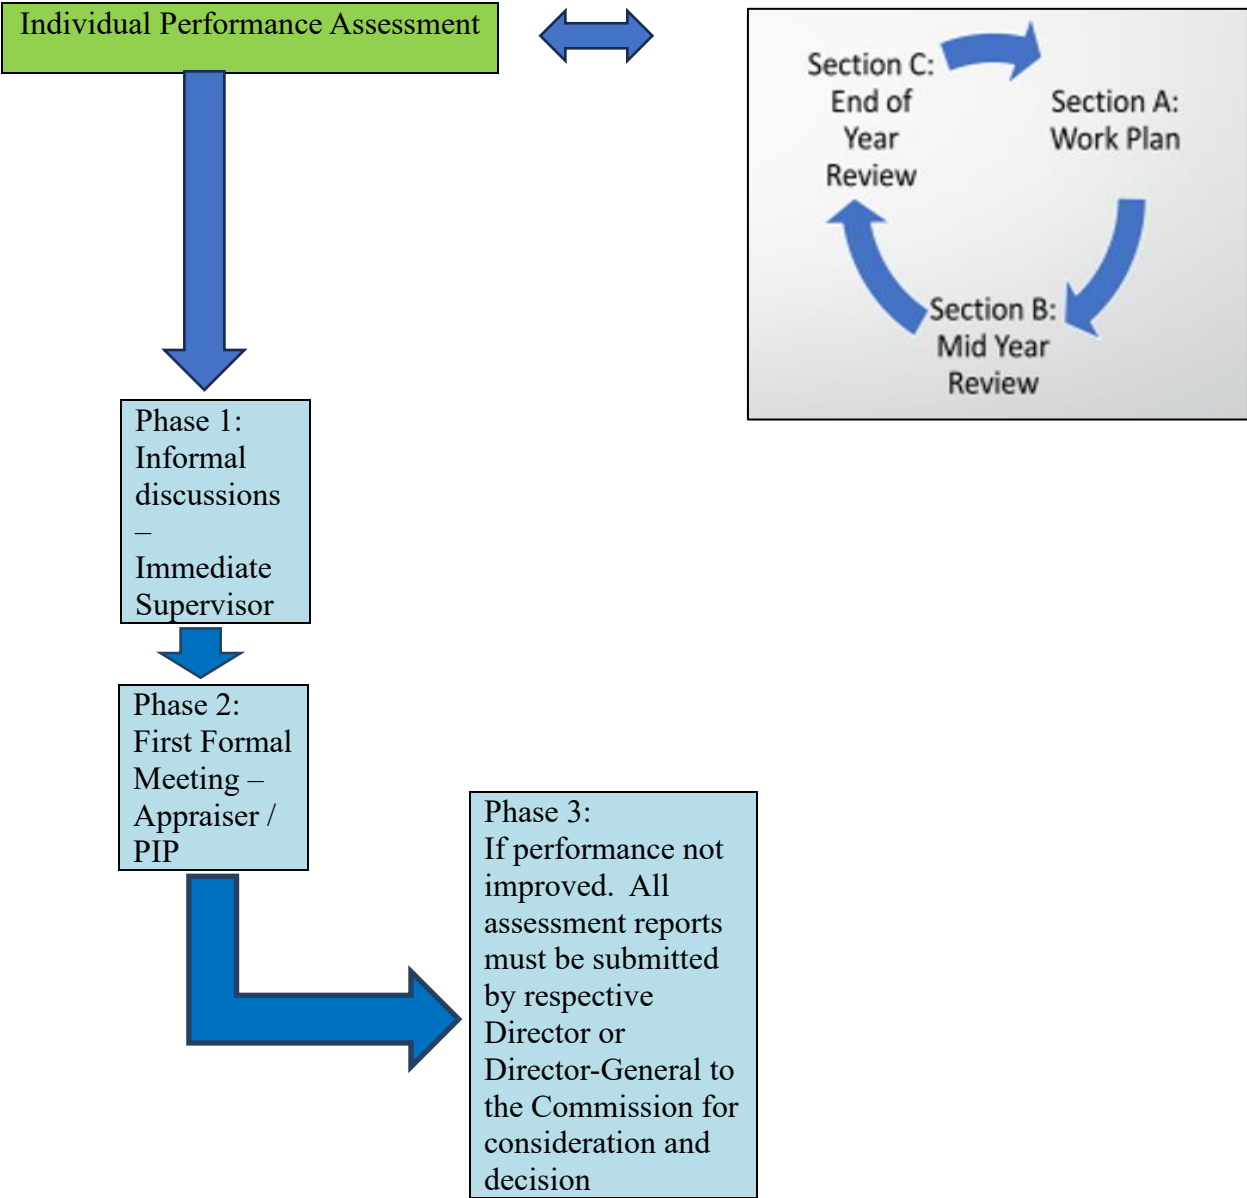 Individual Performance Assessment
Section C:
End of
Year
Review
Section A:
Work Plan
Section B:
Mid Year
Review
Phase 1:
Informal
discussions
–
Immediate
Supervisor
Phase 2:
First Formal
Meeting –
Appraiser /
PIP
Phase 3:
If performance not
improved.  All
assessment reports
must be submitted
by respective
Director or
Director-General to
the Commission for
consideration and
decision